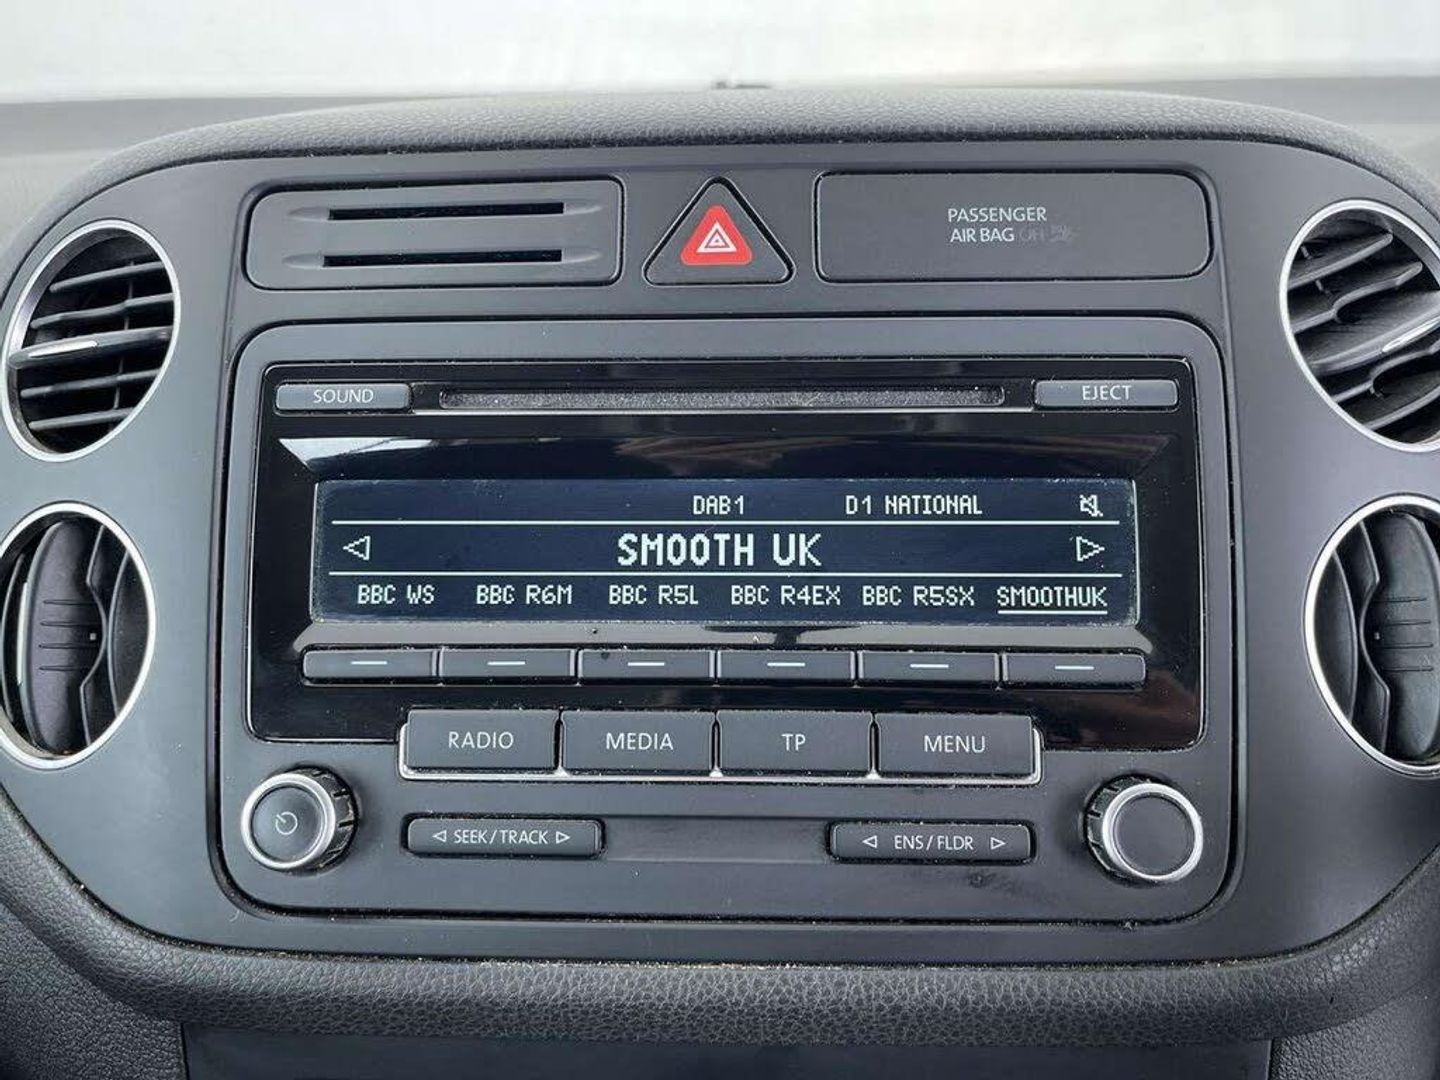 PASSENGER
AIR BAG OFF
SOUND
EJECT
DAB1 D1 NATIONAL
SMOOTH UK
BBC WS BBC R6M BBC R5L BBC R4EX BBC R5SX SMOOTHUK
RADIO MEDIA TP MENU
SEEK/TRACK
ENS/FLDR